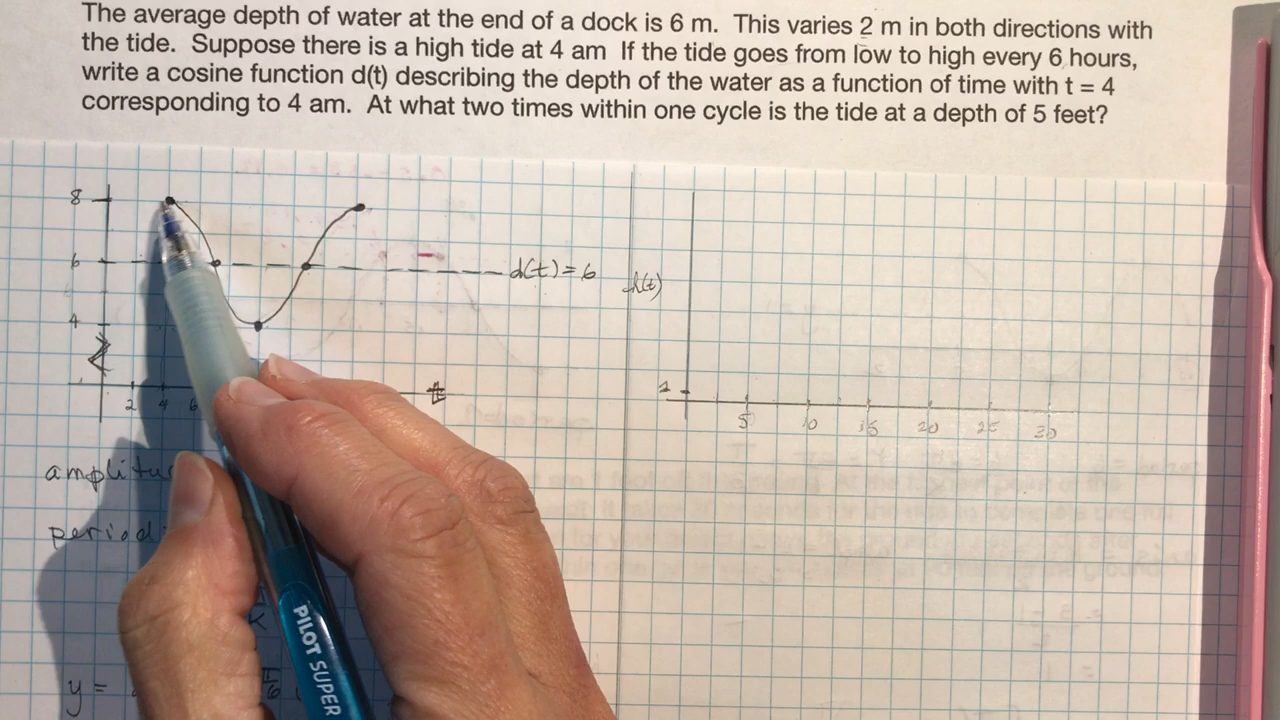 The average depth of water at the end of a dock is 6 m. This varies 2 m in both directions with
the tide. Suppose there is a high tide at 4 am If the tide goes from low to high every 6 hours,
write a cosine function d(t) describing the depth of the water as a function of time with t = 4
corresponding to 4 am. At what two times within one cycle is the tide at a depth of 5 feet?
8
6
d(t)=6
h(t)
4
2 4 6
t
5 10 15 20 25 30
period
y =
PILOT SUPER